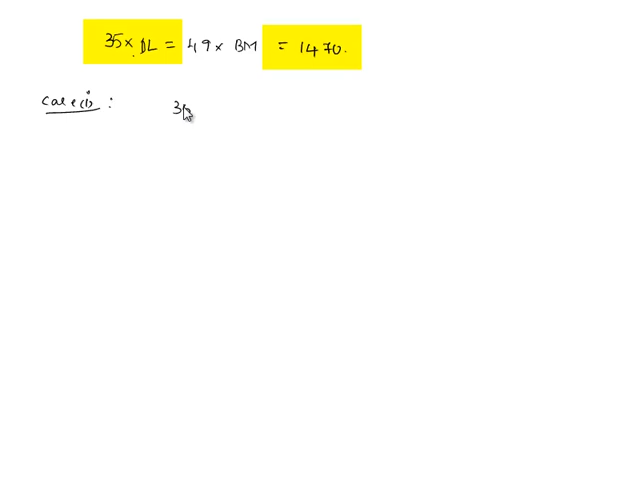 35 × DL = 49 × BM = 1470.
Case(i) :